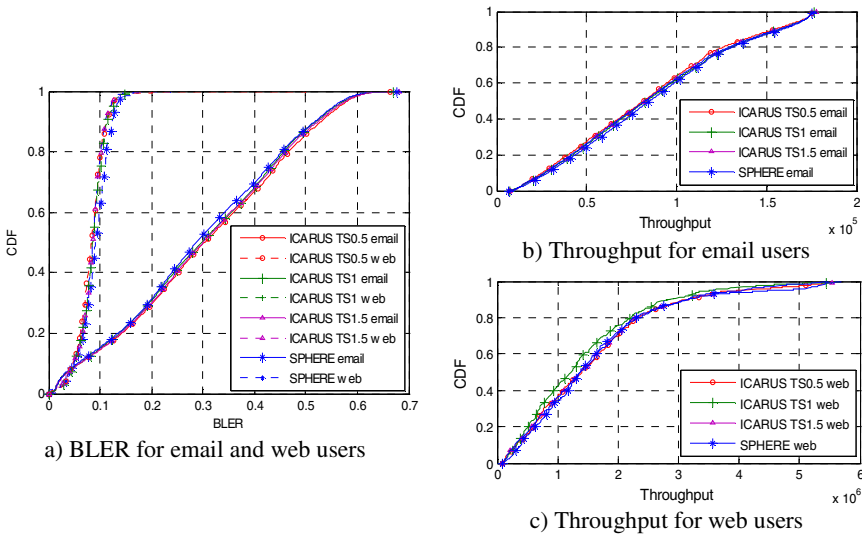 1
0.8
0.6
0.4
0.2
0
CDF
0
0.1
0.2
0.3
0.4
0.5
0.6
0.7
BLER
ICARUS TS0.5 email
ICARUS TS0.5 w eb
ICARUS TS1 email
ICARUS TS1 w eb
ICARUS TS1.5 email
ICARUS TS1.5 w eb
SPHERE email
SPHERE w eb
a) BLER for email and web users
1
0.8
0.6
0.4
0.2
0
CDF
0
0.5
1
1.5
2
x 10^5
Throughput
ICARUS TS0.5 email
ICARUS TS1 email
ICARUS TS1.5 email
SPHERE email
b) Throughput for email users
1
0.8
0.6
0.4
0.2
0
CDF
0
1
2
3
4
5
6
x 10^6
Throughput
ICARUS TS0.5 web
ICARUS TS1 web
ICARUS TS1.5 web
SPHERE web
c) Throughput for web users